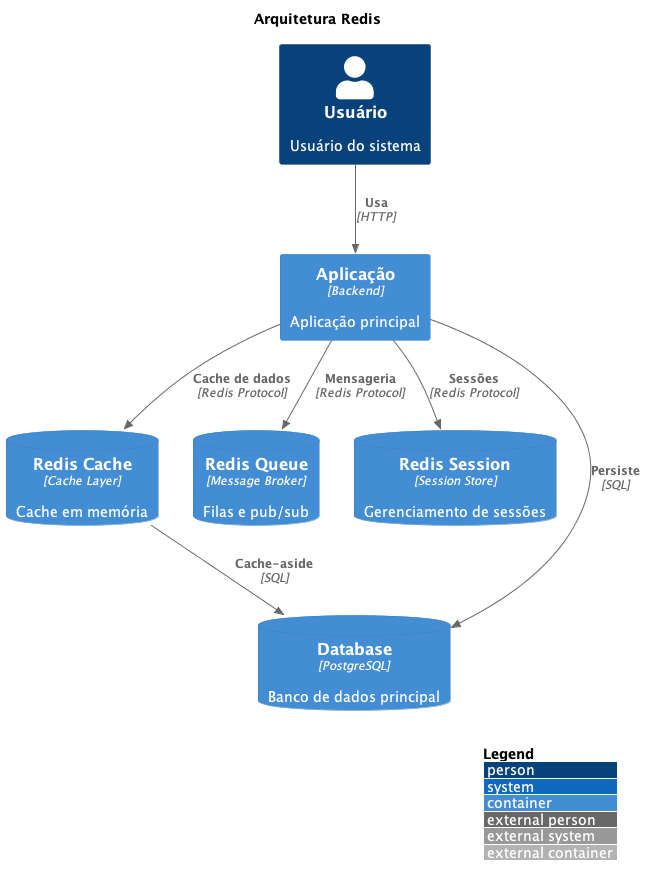 Arquitetura Redis
Usuário
Usuário do sistema
Usa
[HTTP]
Aplicação
[Backend]
Aplicação principal
Cache de dados
[Redis Protocol]
Mensageria
[Redis Protocol]
Sessões
[Redis Protocol]
Redis Cache
[Cache Layer]
Cache em memória
Redis Queue
[Message Broker]
Filas e pub/sub
Redis Session
[Session Store]
Gerenciamento de sessões
Persiste
[SQL]
Cache-aside
[SQL]
Database
[PostgreSQL]
Banco de dados principal
Legend
person
system
container
external person
external system
external container